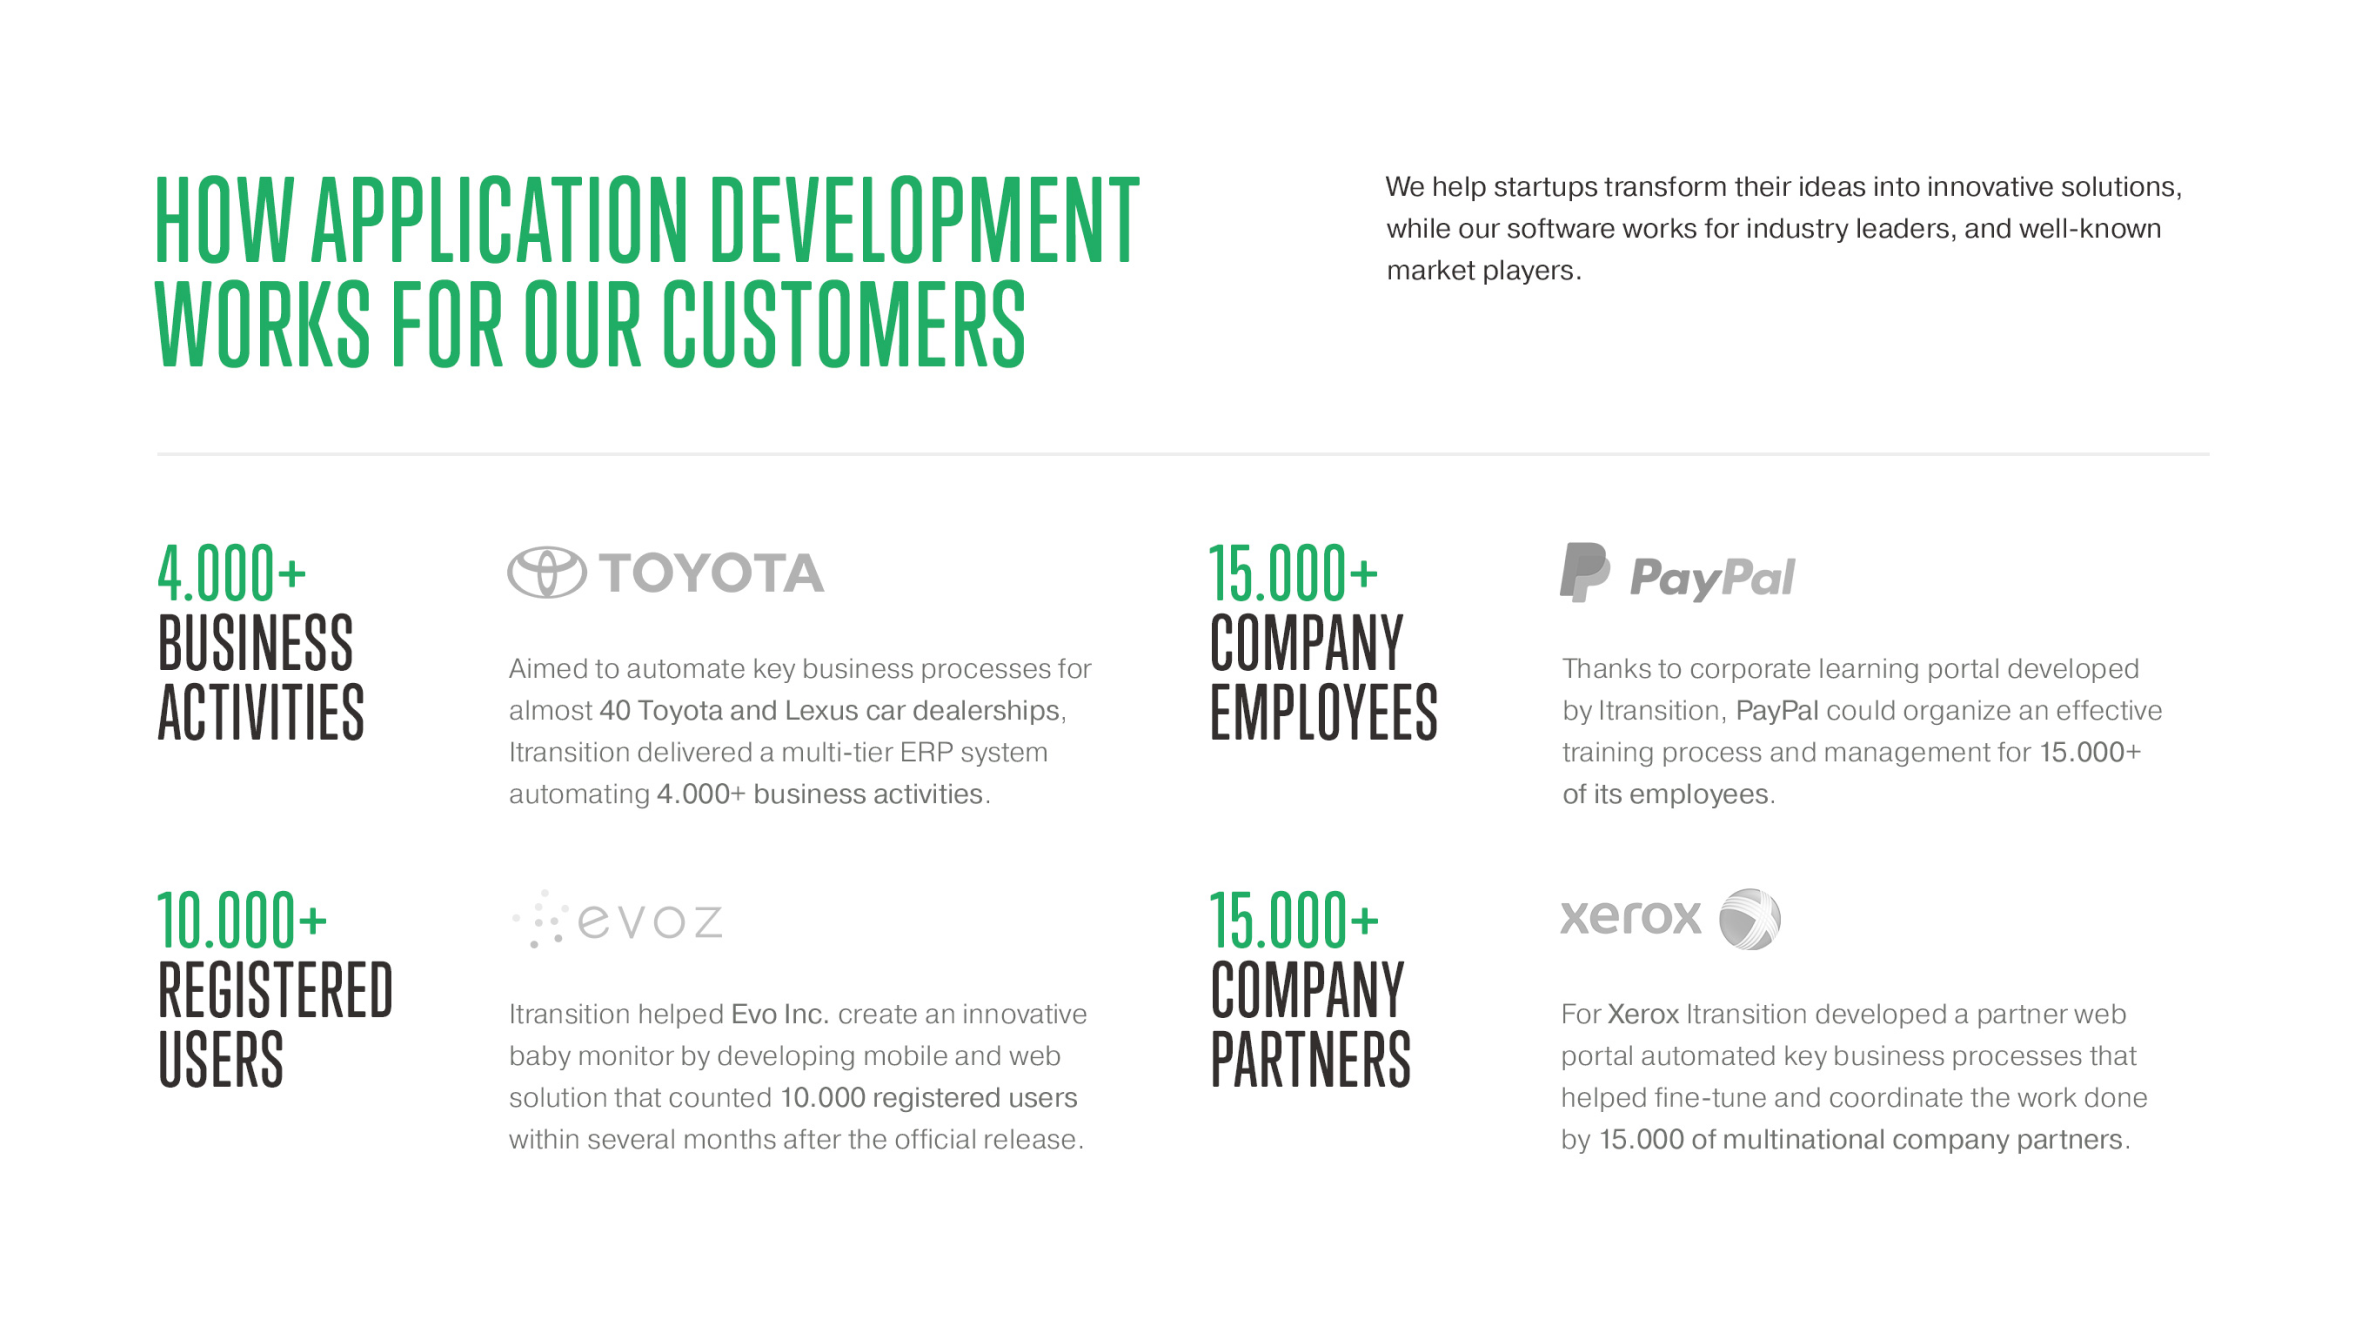 HOW APPLICATION DEVELOPMENT
WORKS FOR OUR CUSTOMERS
We help startups transform their ideas into innovative solutions,
while our software works for industry leaders, and well-known
market players.
4.000+
BUSINESS
ACTIVITIES
TOYOTA
Aimed to automate key business processes for
almost 40 Toyota and Lexus car dealerships,
Itransition delivered a multi-tier ERP system
automating 4.000+ business activities.
15.000+
COMPANY
EMPLOYEES
PayPal
Thanks to corporate learning portal developed
by Itransition, PayPal could organize an effective
training process and management for 15.000+
of its employees.
10.000+
REGISTERED
USERS
evoz
Itransition helped Evo Inc. create an innovative
baby monitor by developing mobile and web
solution that counted 10.000 registered users
within several months after the official release.
15.000+
COMPANY
PARTNERS
xerox
For Xerox Itransition developed a partner web
portal automated key business processes that
helped fine-tune and coordinate the work done
by 15.000 of multinational company partners.